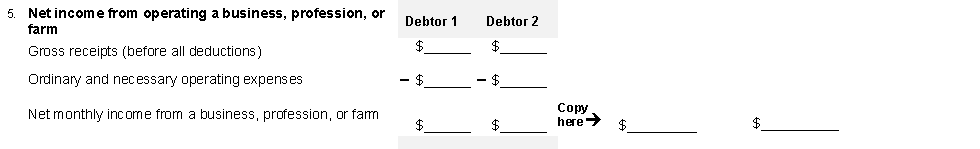 5. Net income from operating a business, profession, or farm Debtor 1 Debtor 2
Gross receipts (before all deductions) $______ $______
Ordinary and necessary operating expenses – $______ – $______
Net monthly income from a business, profession, or farm $______ $______ Copy here➔ $_________ $__________